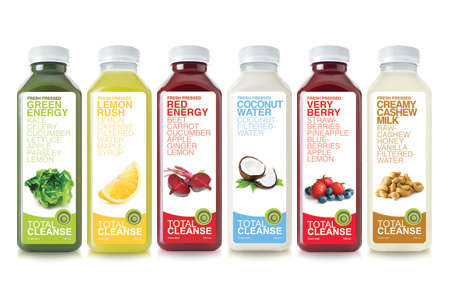 FRESH PRESSED
GREEN
ENERGY
KALE
CELERY
CUCUMBER
LETTUCE
APPLE
PARSLEY
LEMON
TOTAL
CLEANSE
FRESH PRESSED
LEMON
RUSH
SYRUP
TOTAL
CLEANSE
FRESH PRESSED
RED
ENERGY
BEET
CARROT
CUCUMBER
APPLE
GINGER
LEMON
TOTAL
CLEANSE
FRESH PRESSED
COCONUT
WATER
COCONUT
FILTERED-
WATER
TOTAL
CLEANSE
FRESH PRESSED
VERY
BERRY
STRAW-
BERRIES
PINEAPPLE
BLUE-
BERRIES
APPLE
LEMON
TOTAL
CLEANSE
FRESH PRESSED
CREAMY
CASHEW
MILK
RAW-
CASHEW
HONEY
VANILLA
FILTERED-
WATER
TOTAL
CLEANSE